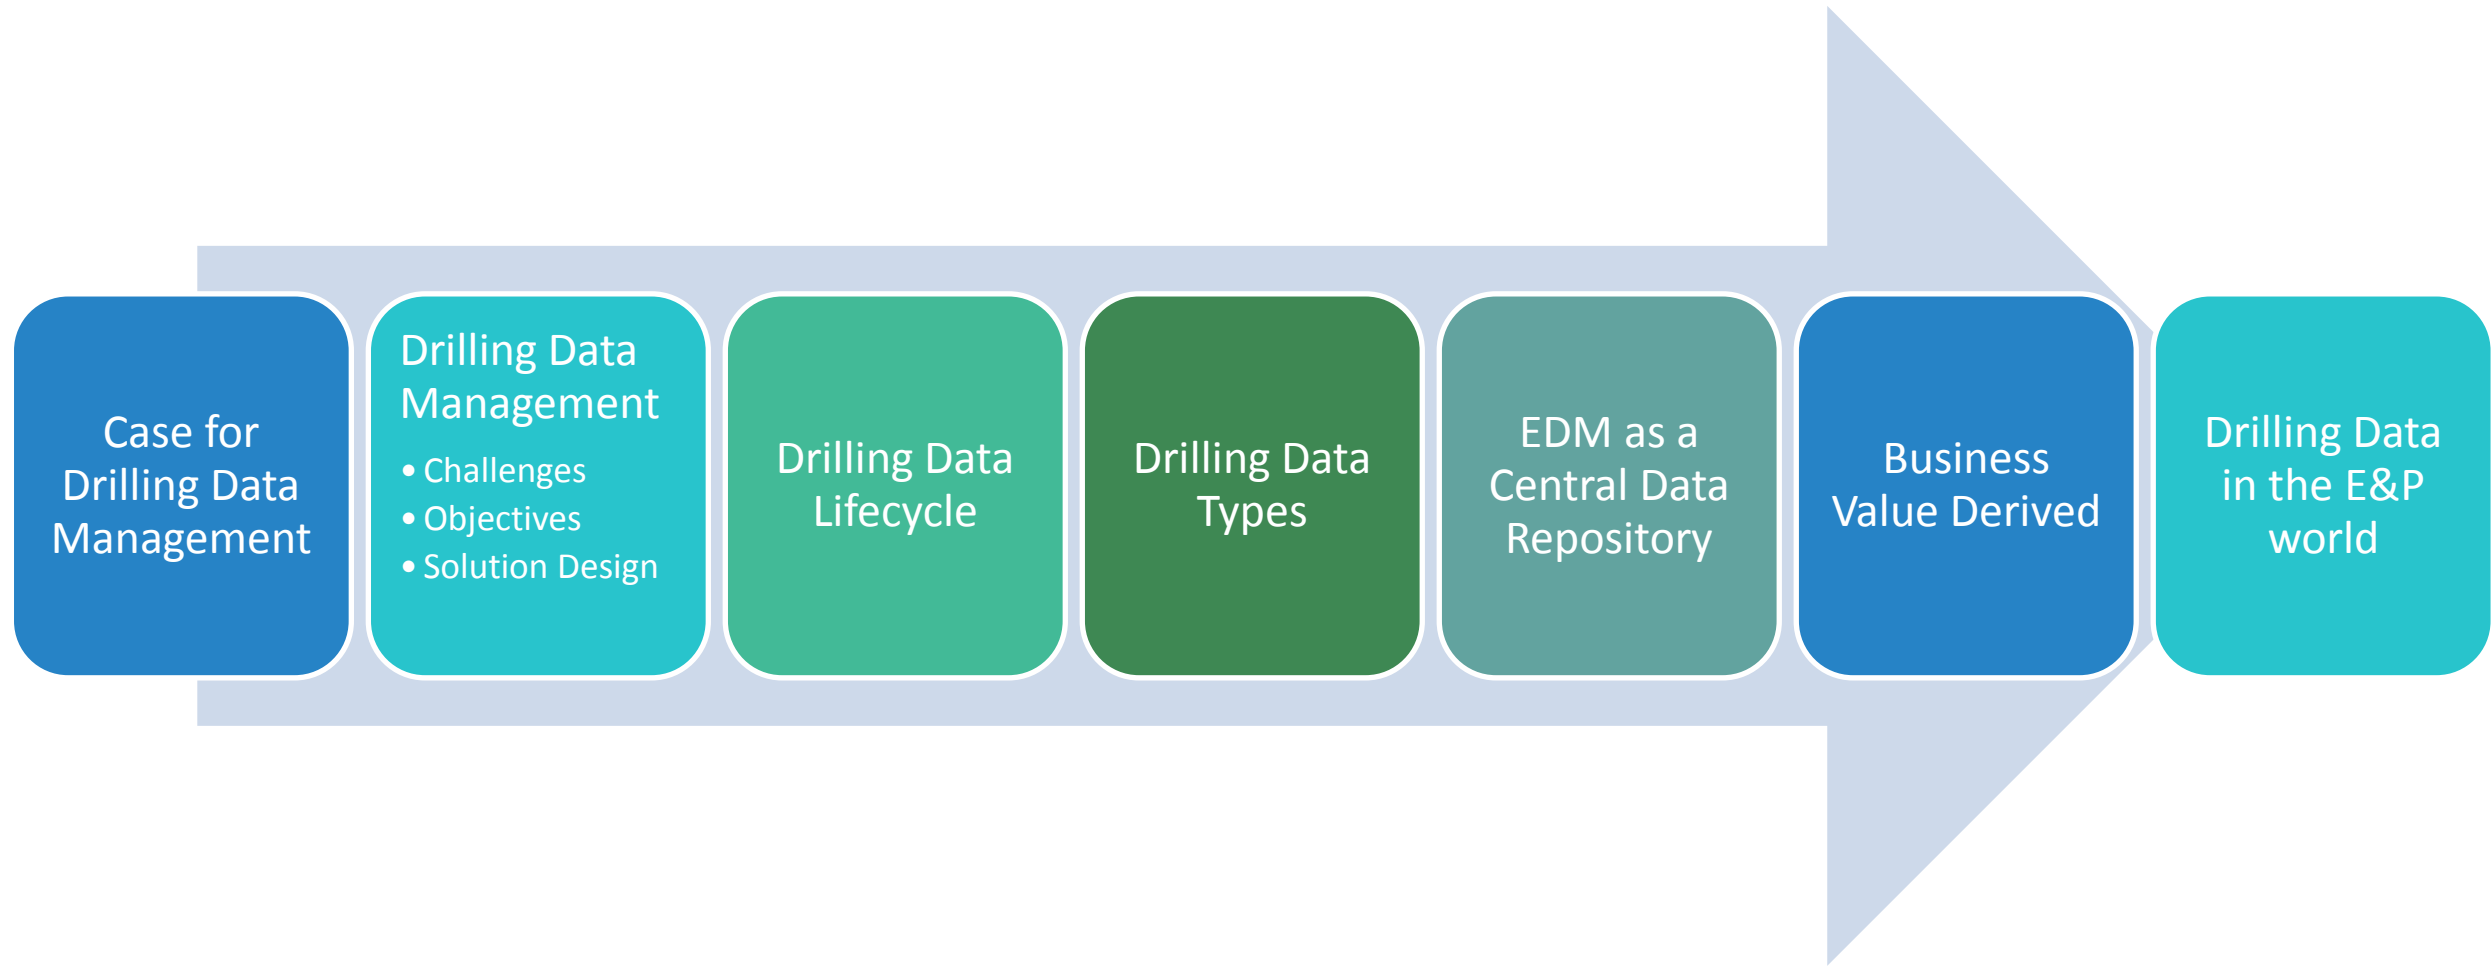 Case for
Drilling Data
Management
Drilling Data
Management
• Challenges
• Objectives
• Solution Design
Drilling Data
Lifecycle
Drilling Data
Types
EDM as a
Central Data
Repository
Business
Value Derived
Drilling Data
in the E&P
world